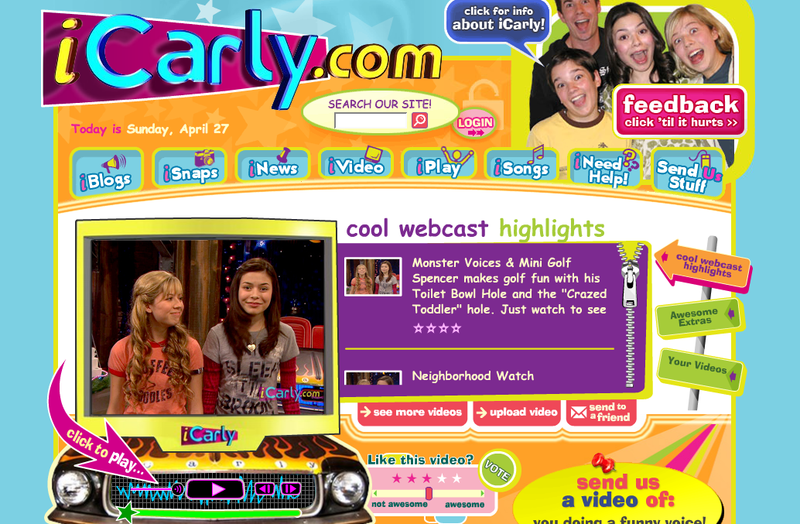 iCarly.com
click for info
about iCarly!
SEARCH OUR SITE!
LOGIN
feedback
click 'til it hurts >>
Today is Sunday, April 27
iBlogs
iSnaps
iNews
iVideo
iPlay
iSongs
iNeed Help!
Send Us Stuff
cool webcast highlights
Monster Voices & Mini Golf
Spencer makes golf fun with his
Toilet Bowl Hole and the "Crazed
Toddler" hole. Just watch to see
Neighborhood Watch
cool webcast
highlights
Awesome
Extras
Your Videos
iCarly.com
iCarly
see more videos
upload video
send to
a friend
click to play...
Like this video?
VOTE
not awesome
awesome
send us
a video of:
you doing a funny voice!